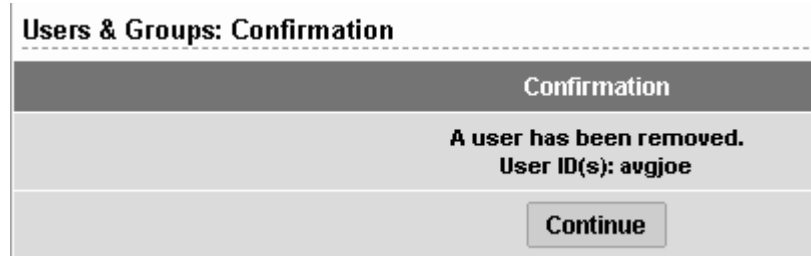 Users & Groups: Confirmation
Confirmation
A user has been removed.
User ID(s): avgjoe
Continue